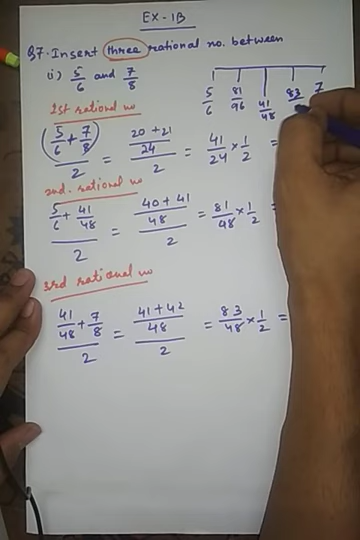 EX-1B
Q7. Insert three rational no. between
i) 5/6 and 7/8
5/6 81/96 41/48 83/ 7
1st rational no
(5/6 + 7/8)/2 = ((20+21)/24)/2 = 41/24 × 1/2 =
2nd. rational no
(5/6 + 41/48)/2 = ((40+41)/48)/2 = 81/48 × 1/2 =
3rd rational no
(41/48 + 7/8)/2 = ((41+42)/48)/2 = 83/48 × 1/2 =